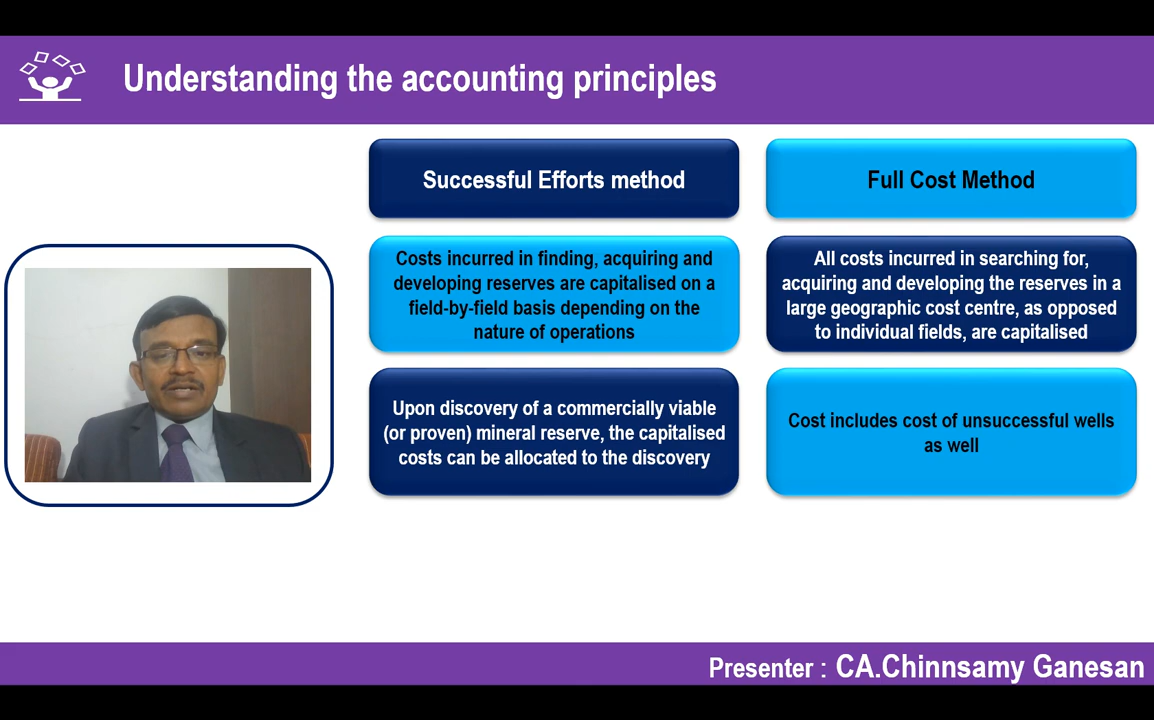 Understanding the accounting principles
Successful Efforts method
Full Cost Method
Costs incurred in finding, acquiring and
developing reserves are capitalised on a
field-by-field basis depending on the
nature of operations
All costs incurred in searching for,
acquiring and developing the reserves in a
large geographic cost centre, as opposed
to individual fields, are capitalised
Upon discovery of a commercially viable
(or proven) mineral reserve, the capitalised
costs can be allocated to the discovery
Cost includes cost of unsuccessful wells
as well
Presenter : CA.Chinnsamy Ganesan